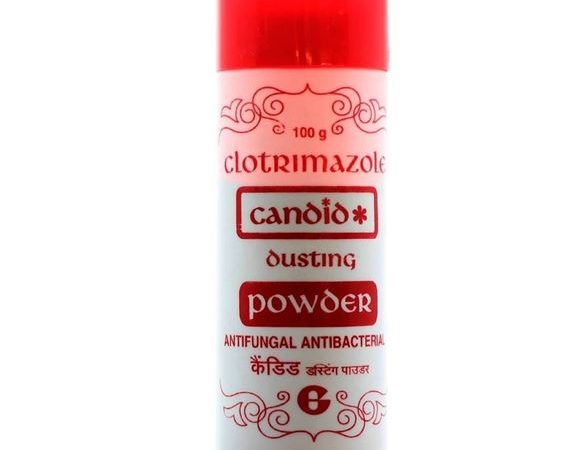 100 g
CLOTRIMAZOLE
candid*
dusting
POWDER
ANTIFUNGAL ANTIBACTERIAL
कैंडिड डस्टिंग पाउडर
G